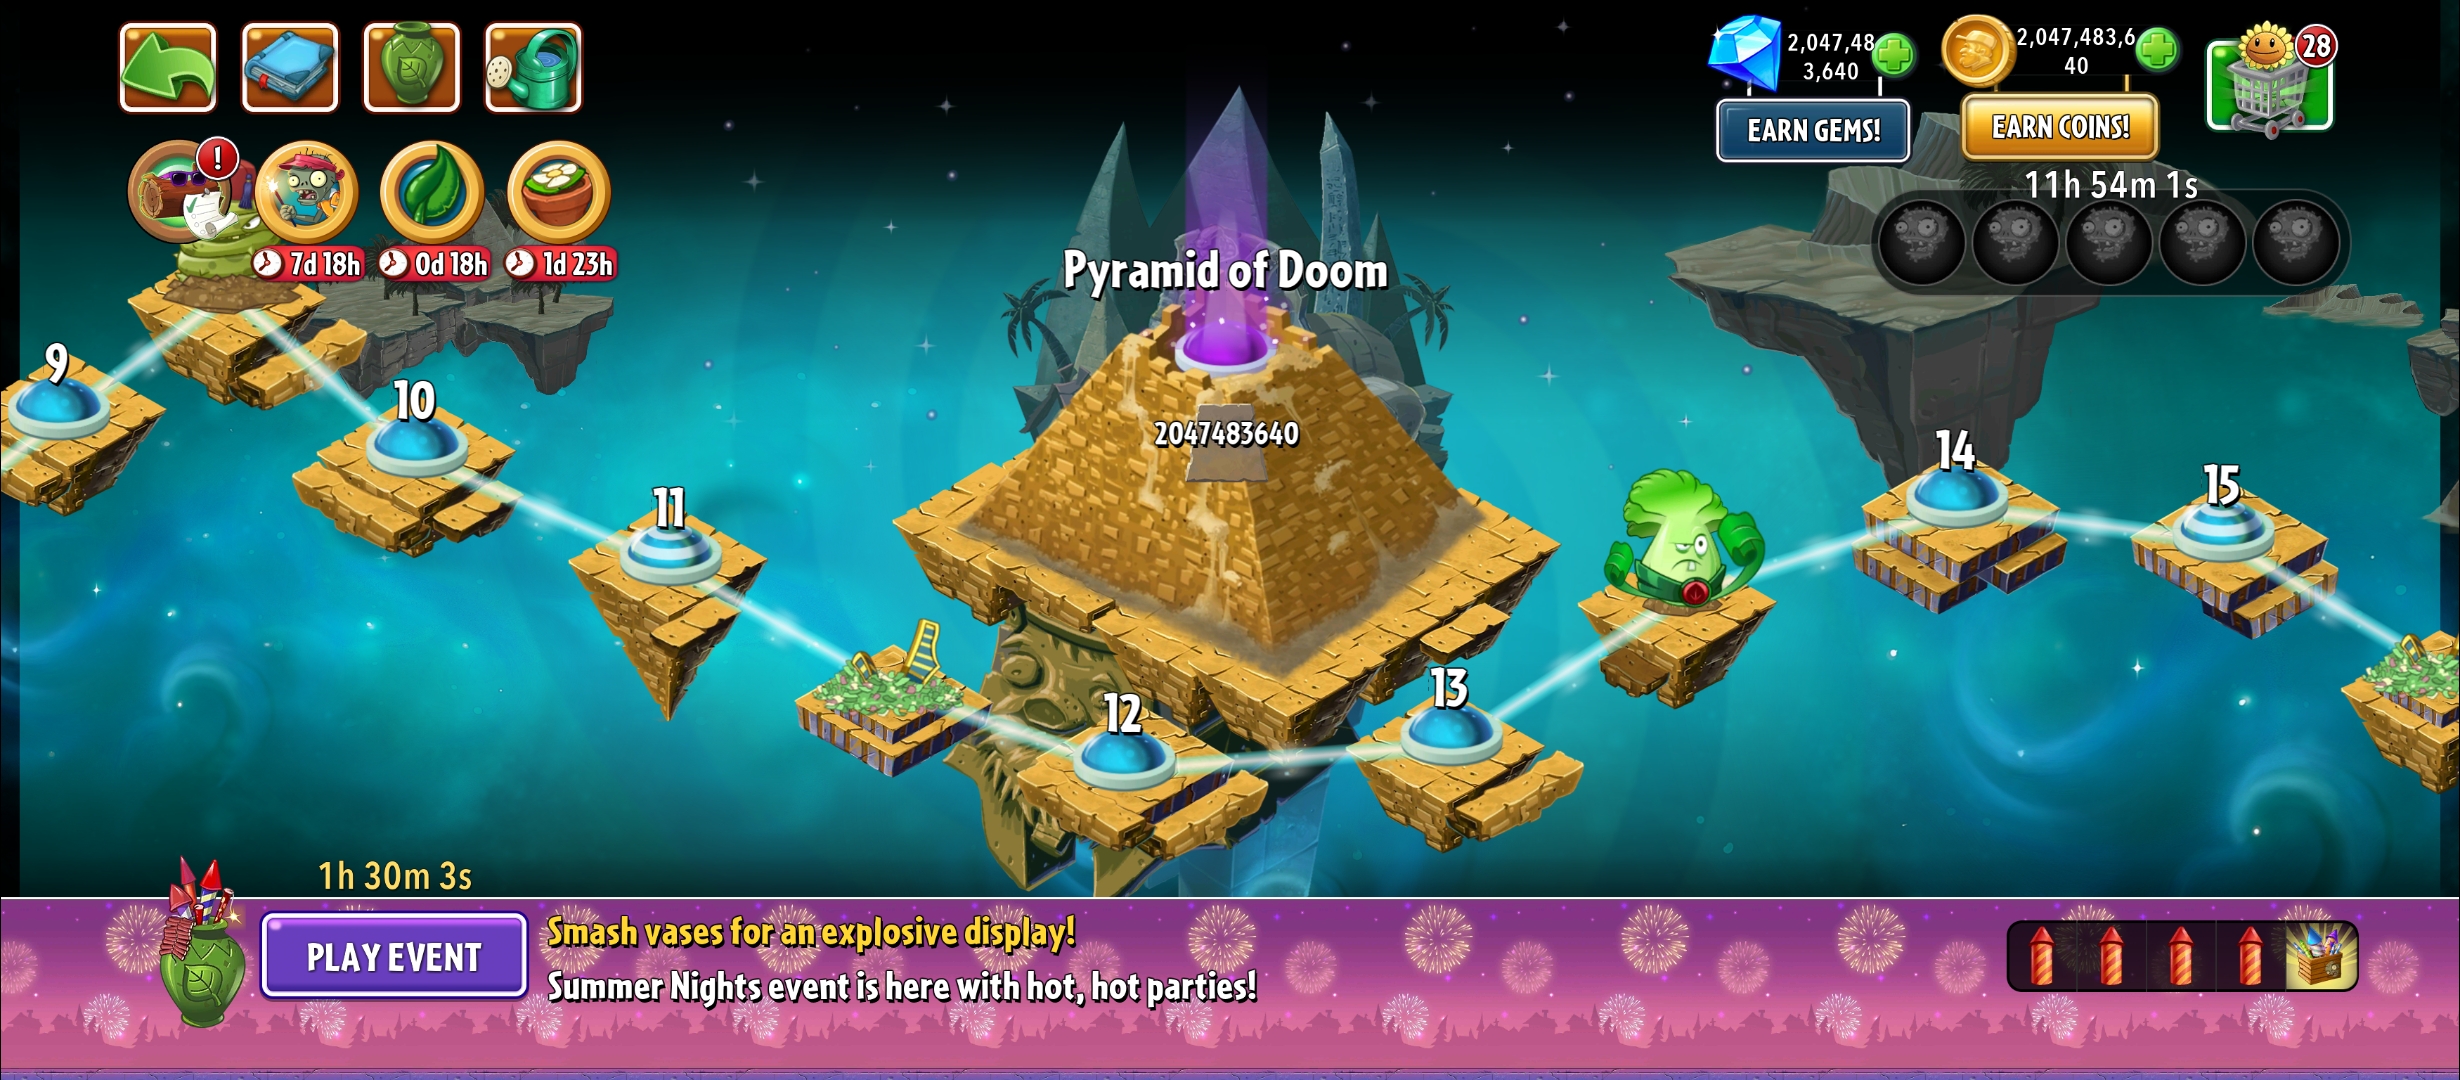 2,047,48
3,640
2,047,483,6
40
28
EARN GEMS!
EARN COINS!
!
11h 54m 1s
7d 18h
0d 18h
1d 23h
Pyramid of Doom
2047483640
9
10
11
12
13
14
15
1h 30m 3s
PLAY EVENT
Smash vases for an explosive display!
Summer Nights event is here with hot, hot parties!